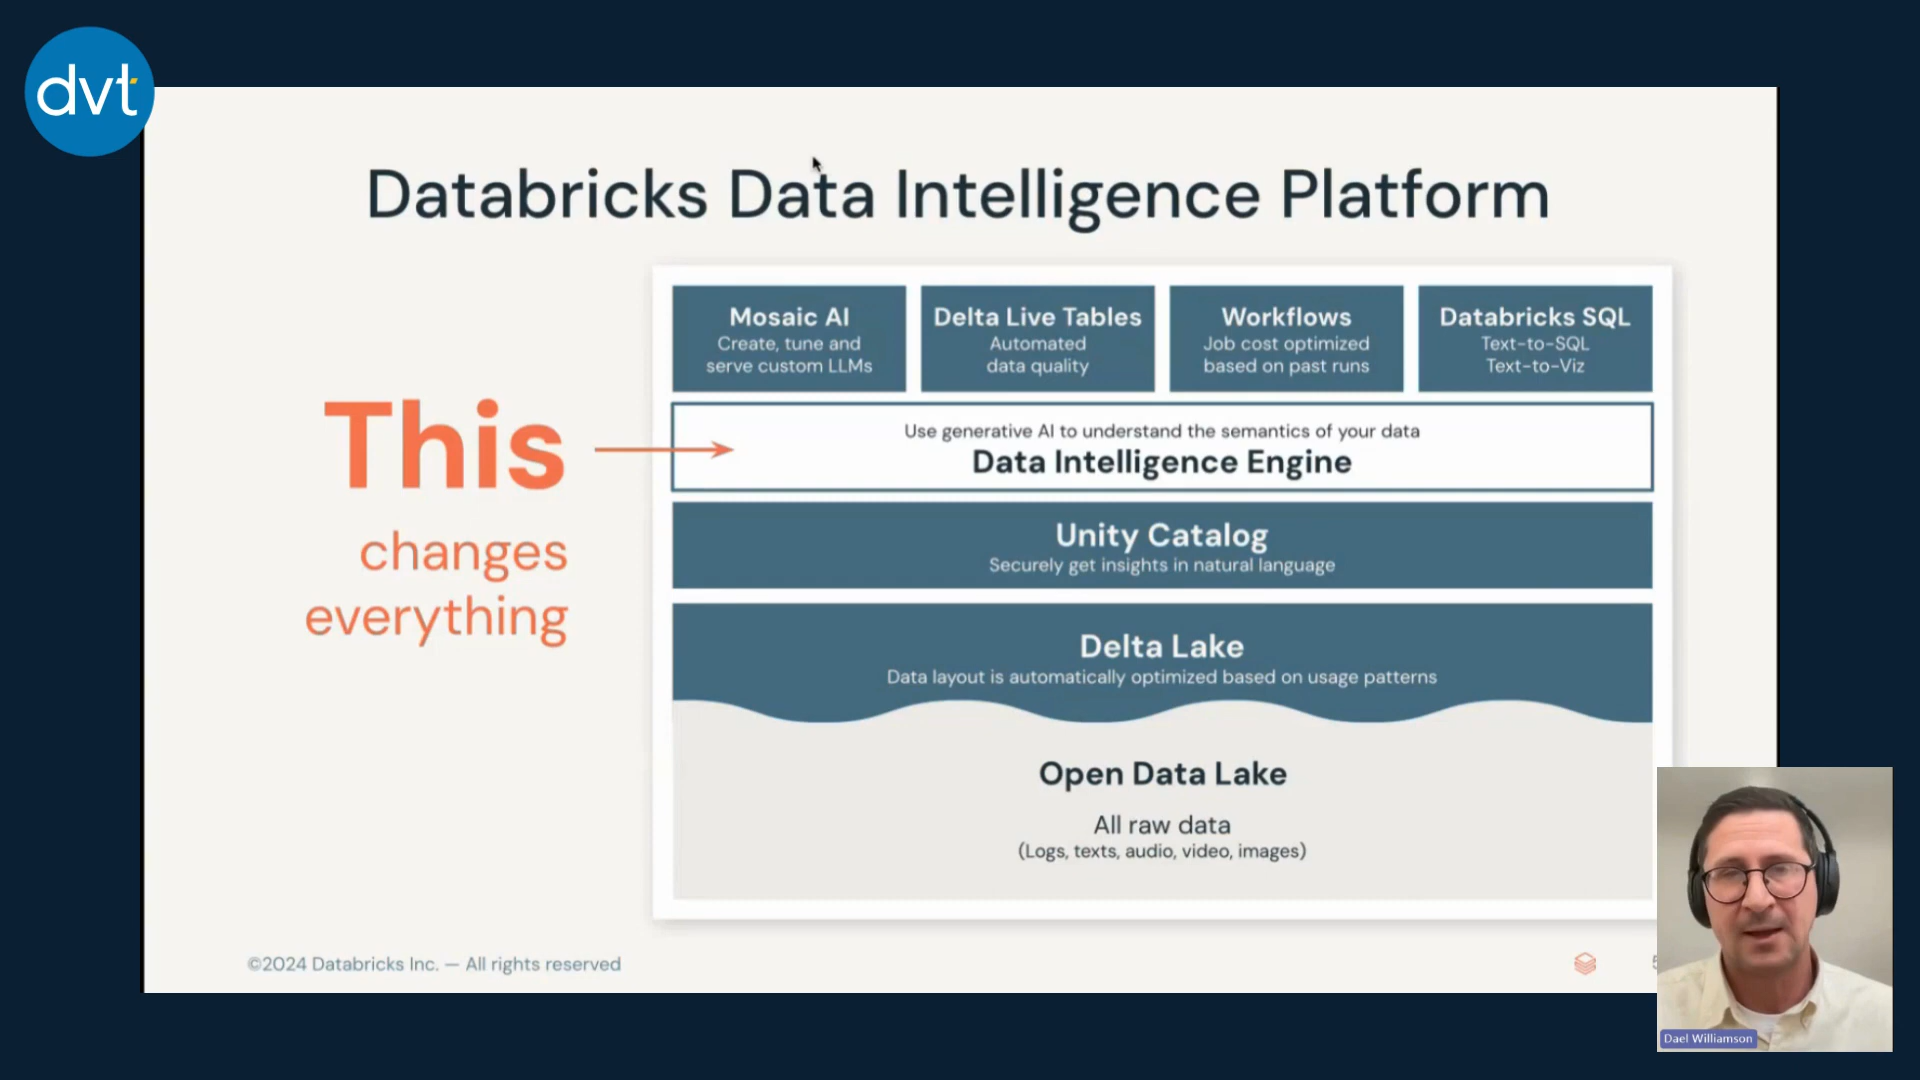 dvt
Databricks Data Intelligence Platform
Mosaic AI
Create, tune and
serve custom LLMs
Delta Live Tables
Automated
data quality
Workflows
Job cost optimized
based on past runs
Databricks SQL
Text-to-SQL
Text-to-Viz
This
changes
everything
Use generative AI to understand the semantics of your data
Data Intelligence Engine
Unity Catalog
Securely get insights in natural language
Delta Lake
Data layout is automatically optimized based on usage patterns
Open Data Lake
All raw data
(Logs, texts, audio, video, images)
©2024 Databricks Inc. — All rights reserved
Dael Williamson